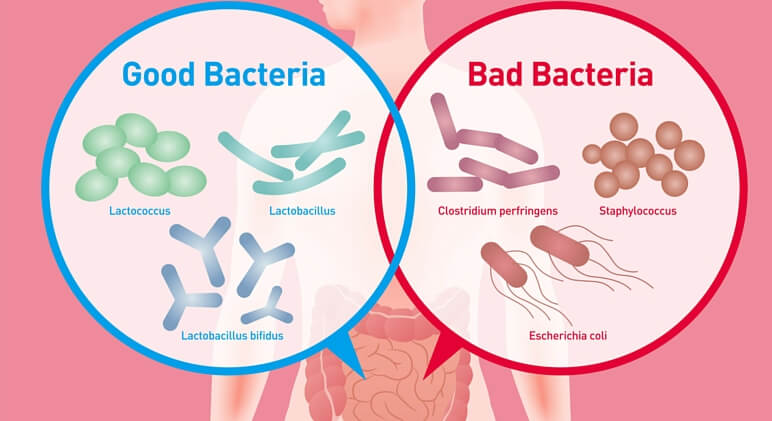 Good Bacteria
Lactococcus
Lactobacillus
Lactobacillus bifidus
Bad Bacteria
Clostridium perfringens
Staphylococcus
Escherichia coli